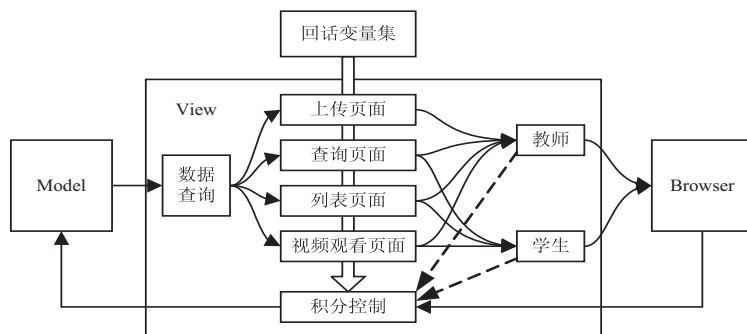 回话变量集
View
上传页面
教师
查询页面
Model
数据
查询
Browser
列表页面
视频观看页面
学生
积分控制